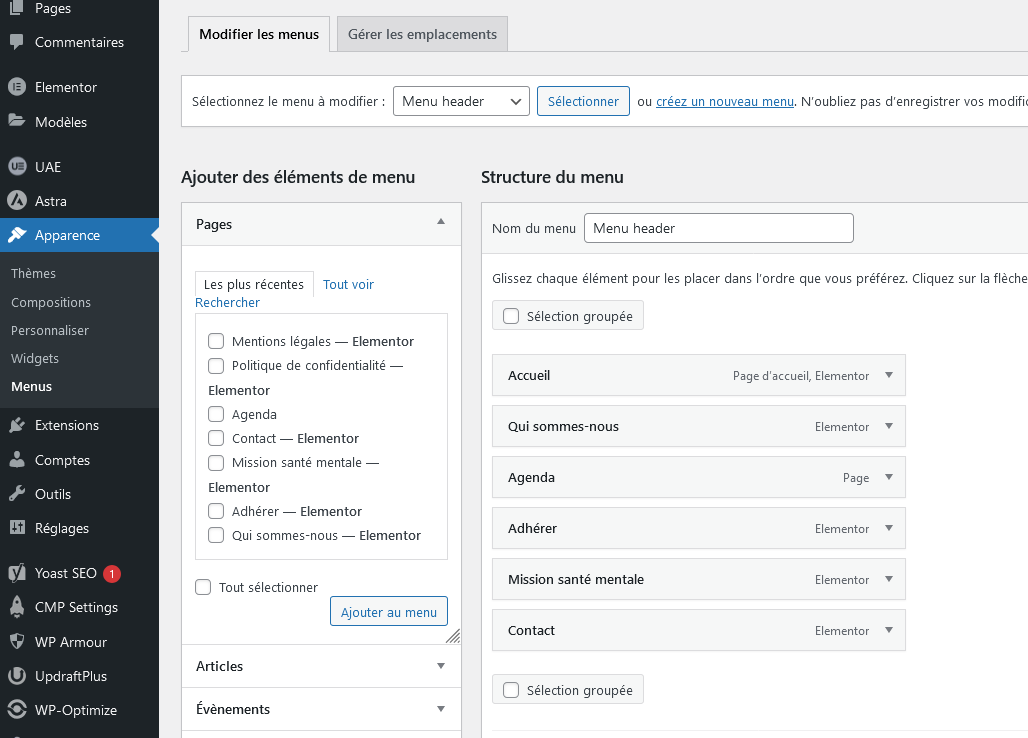 Pages
Commentaires
Elementor
Modèles
UAE
Astra
Apparence
Thèmes
Compositions
Personnaliser
Widgets
Menus
Extensions
Comptes
Outils
Réglages
Yoast SEO 1
CMP Settings
WP Armour
UpdraftPlus
WP-Optimize
Modifier les menus
Gérer les emplacements
Sélectionnez le menu à modifier : Menu header Sélectionner ou créez un nouveau menu. N'oubliez pas d'enregistrer vos modific
Ajouter des éléments de menu
Pages
Les plus récentes Tout voir
Rechercher
Mentions légales — Elementor
Politique de confidentialité —
Elementor
Agenda
Contact — Elementor
Mission santé mentale —
Elementor
Adhérer — Elementor
Qui sommes-nous — Elementor
Tout sélectionner
Ajouter au menu
Articles
Évènements
Structure du menu
Nom du menu Menu header
Glissez chaque élément pour les placer dans l'ordre que vous préférez. Cliquez sur la flèche
Sélection groupée
Accueil Page d'accueil, Elementor
Qui sommes-nous Elementor
Agenda Page
Adhérer Elementor
Mission santé mentale Elementor
Contact Elementor
Sélection groupée